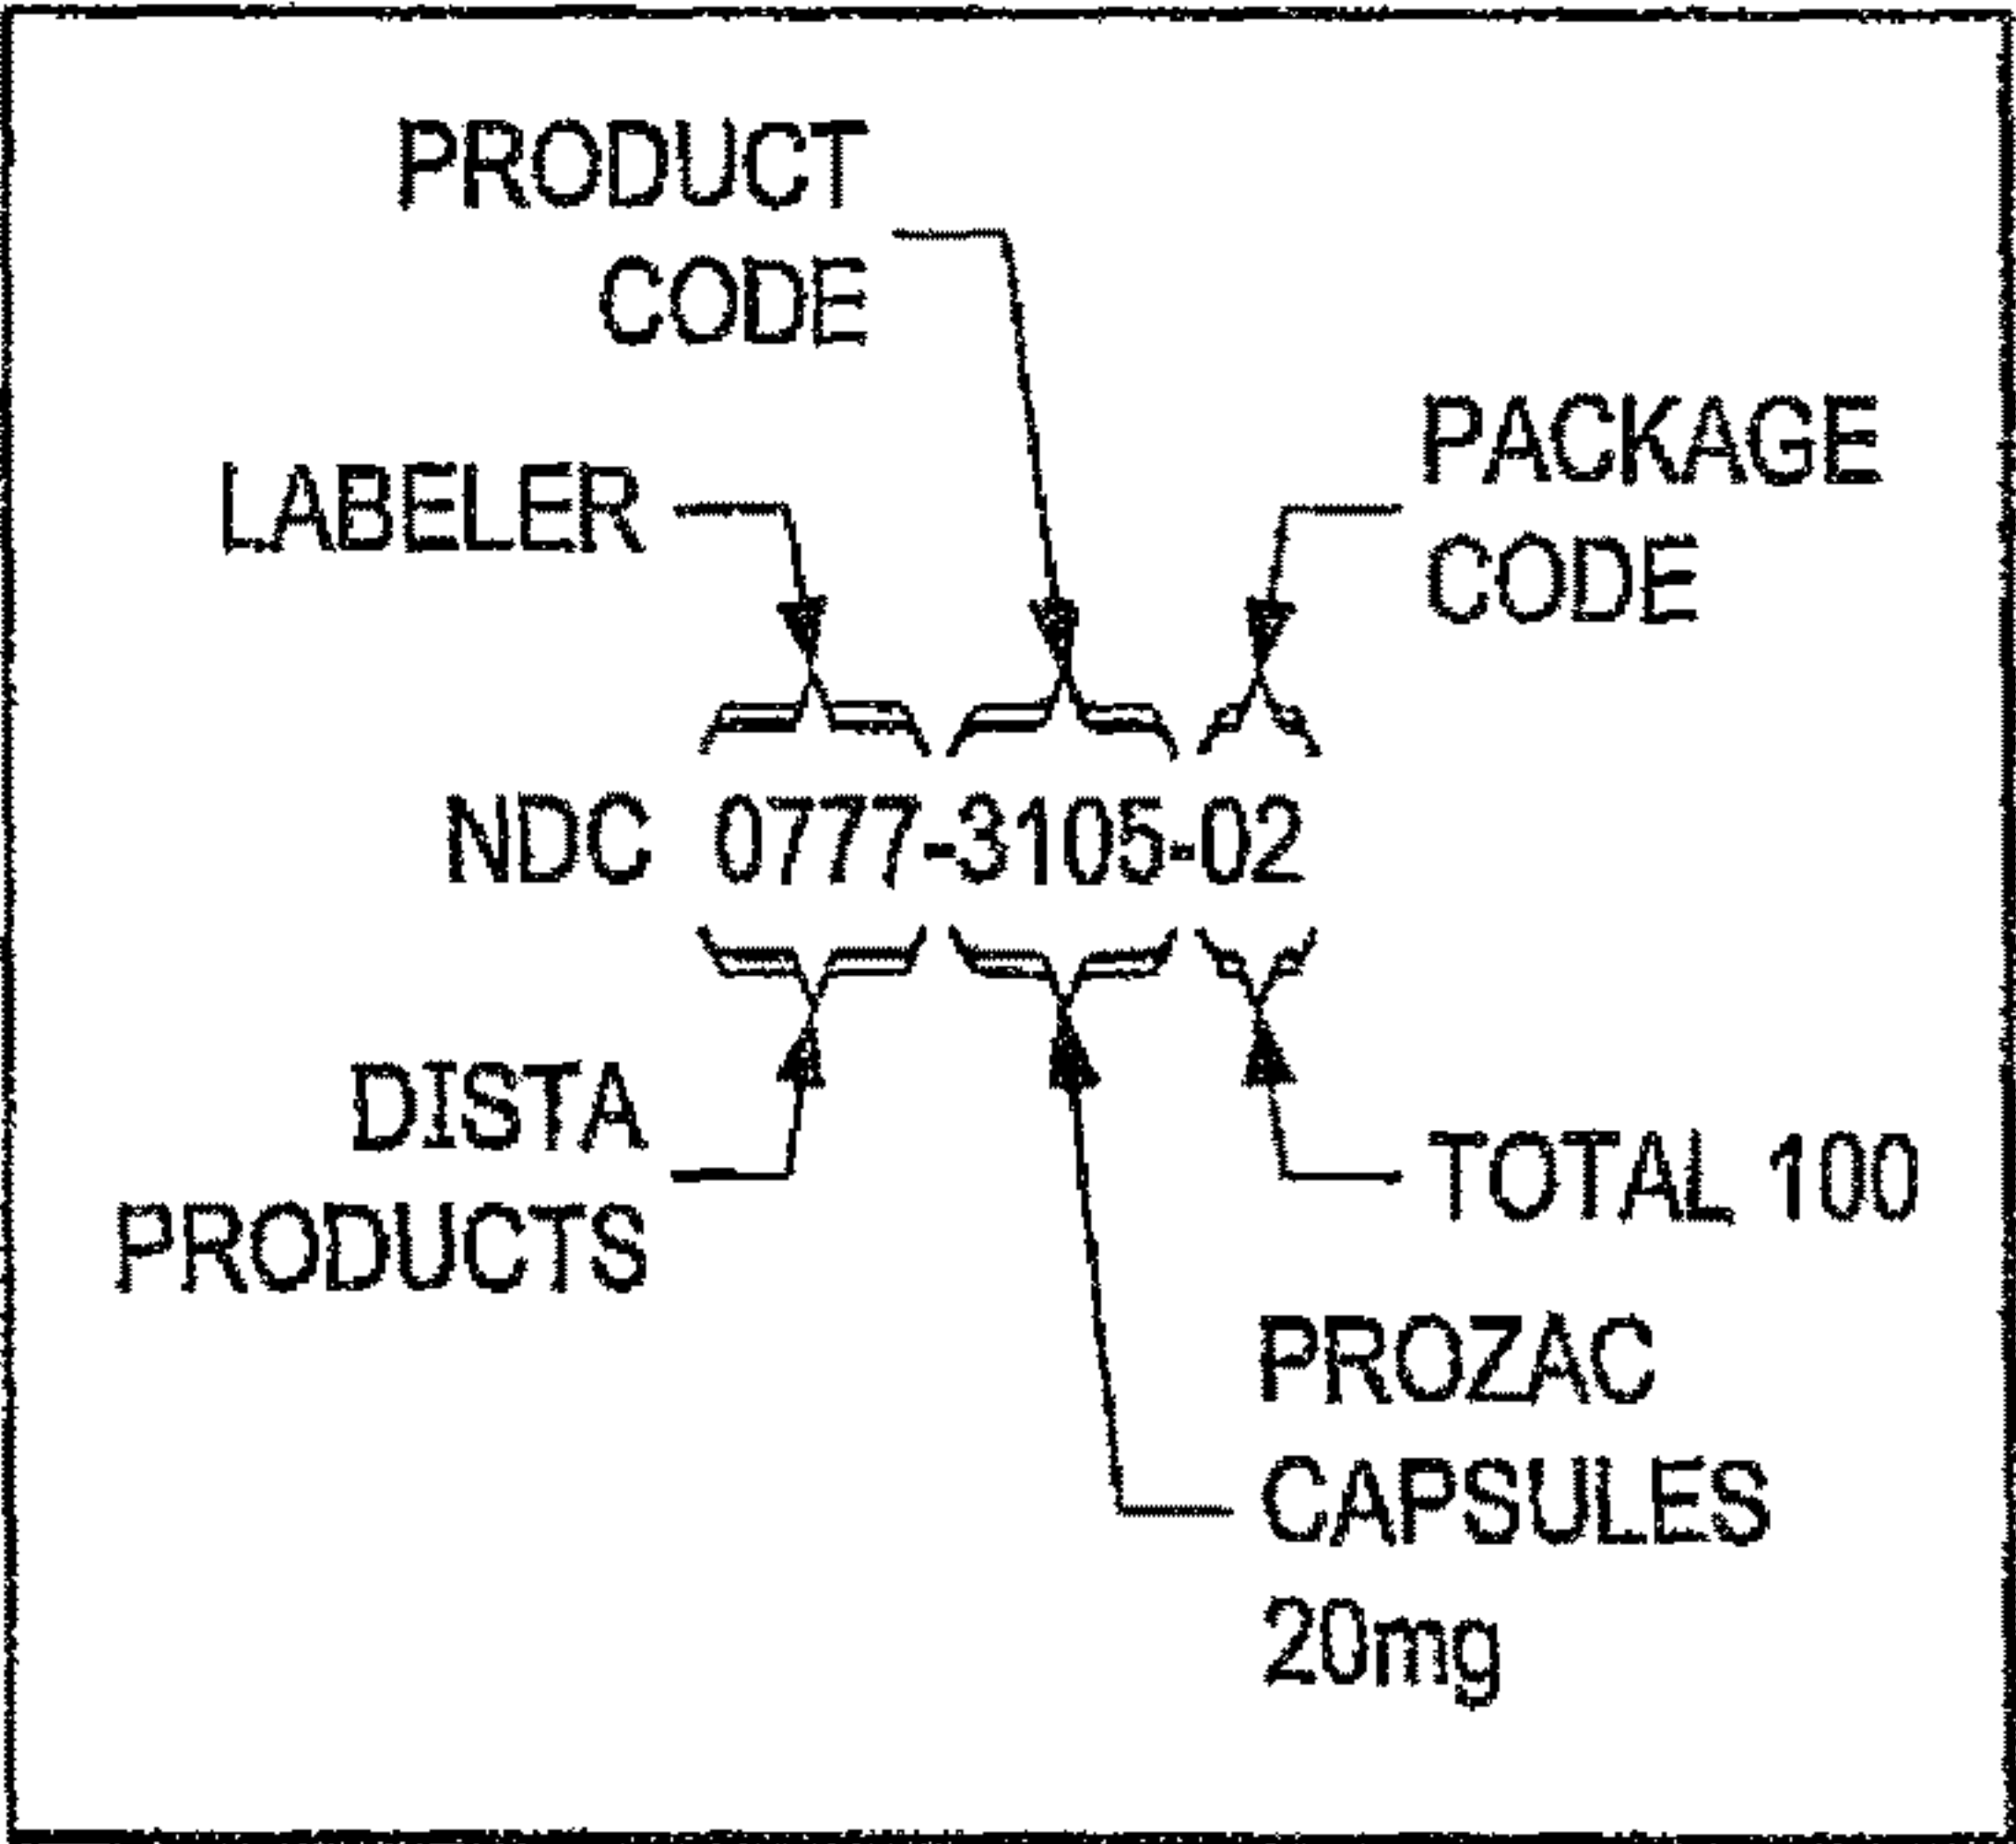 PRODUCT
CODE
LABELER
PACKAGE
CODE
NDC 0777-3105-02
DISTA
PRODUCTS
TOTAL 100
PROZAC
CAPSULES
20mg